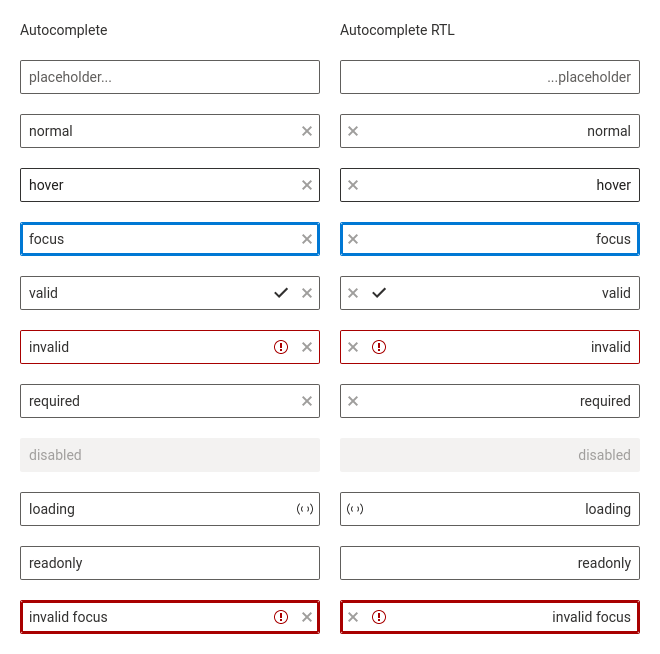 Autocomplete
Autocomplete RTL
placeholder...
...placeholder
normal
normal
hover
hover
focus
focus
valid
valid
invalid
invalid
required
required
disabled
disabled
loading
loading
readonly
readonly
invalid focus
invalid focus